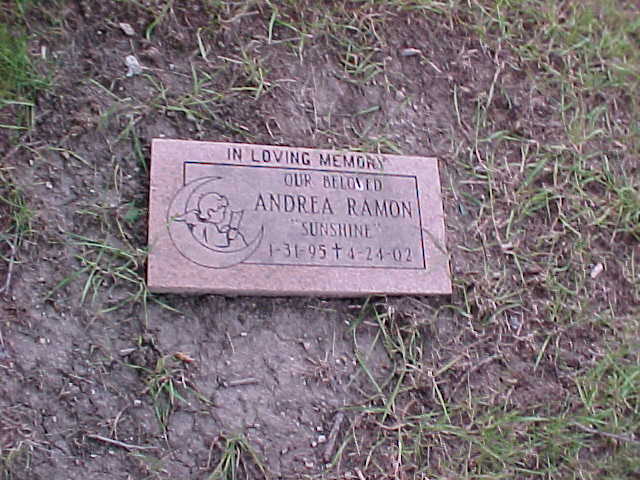 IN LOVING MEMORY
OUR BELOVED
ANDREA RAMON
"SUNSHINE"
1-31-95 ✝ 4-24-02